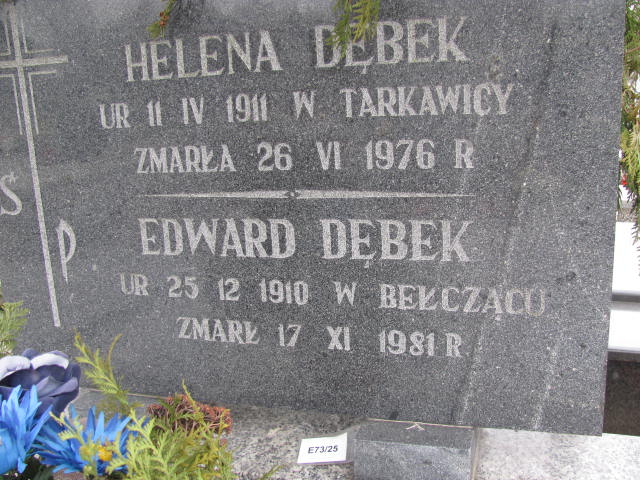 HELENA DĘBEK
UR 11 IV 1911 W TARKAWICY
ZMARŁA 26 VI 1976 R
S
P
EDWARD DĘBEK
UR 25 12 1910 W BEŁCZĄCU
ZMARŁ 17 XI 1981 R
E73/25